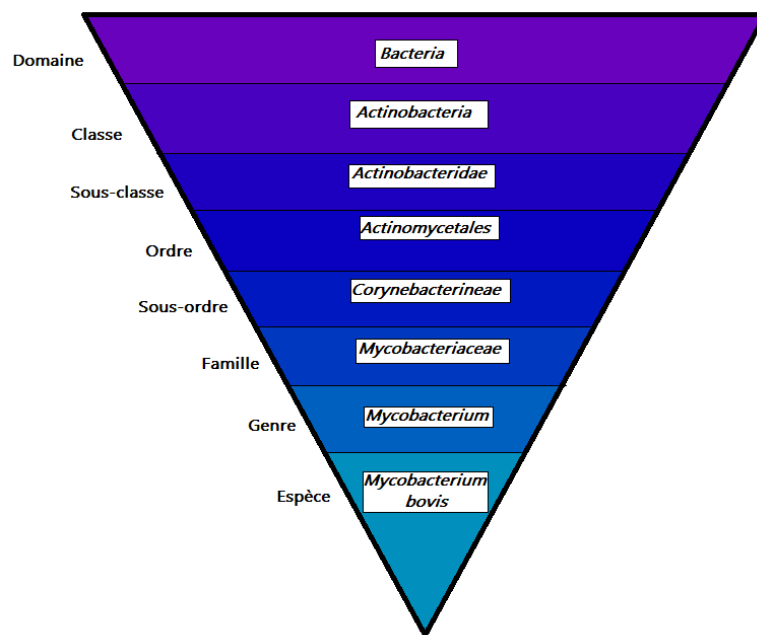 Domaine
Bacteria
Classe
Actinobacteria
Sous-classe
Actinobacteridae
Ordre
Actinomycetales
Sous-ordre
Corynebacterineae
Famille
Mycobacteriaceae
Genre
Mycobacterium
Espèce
Mycobacterium
bovis